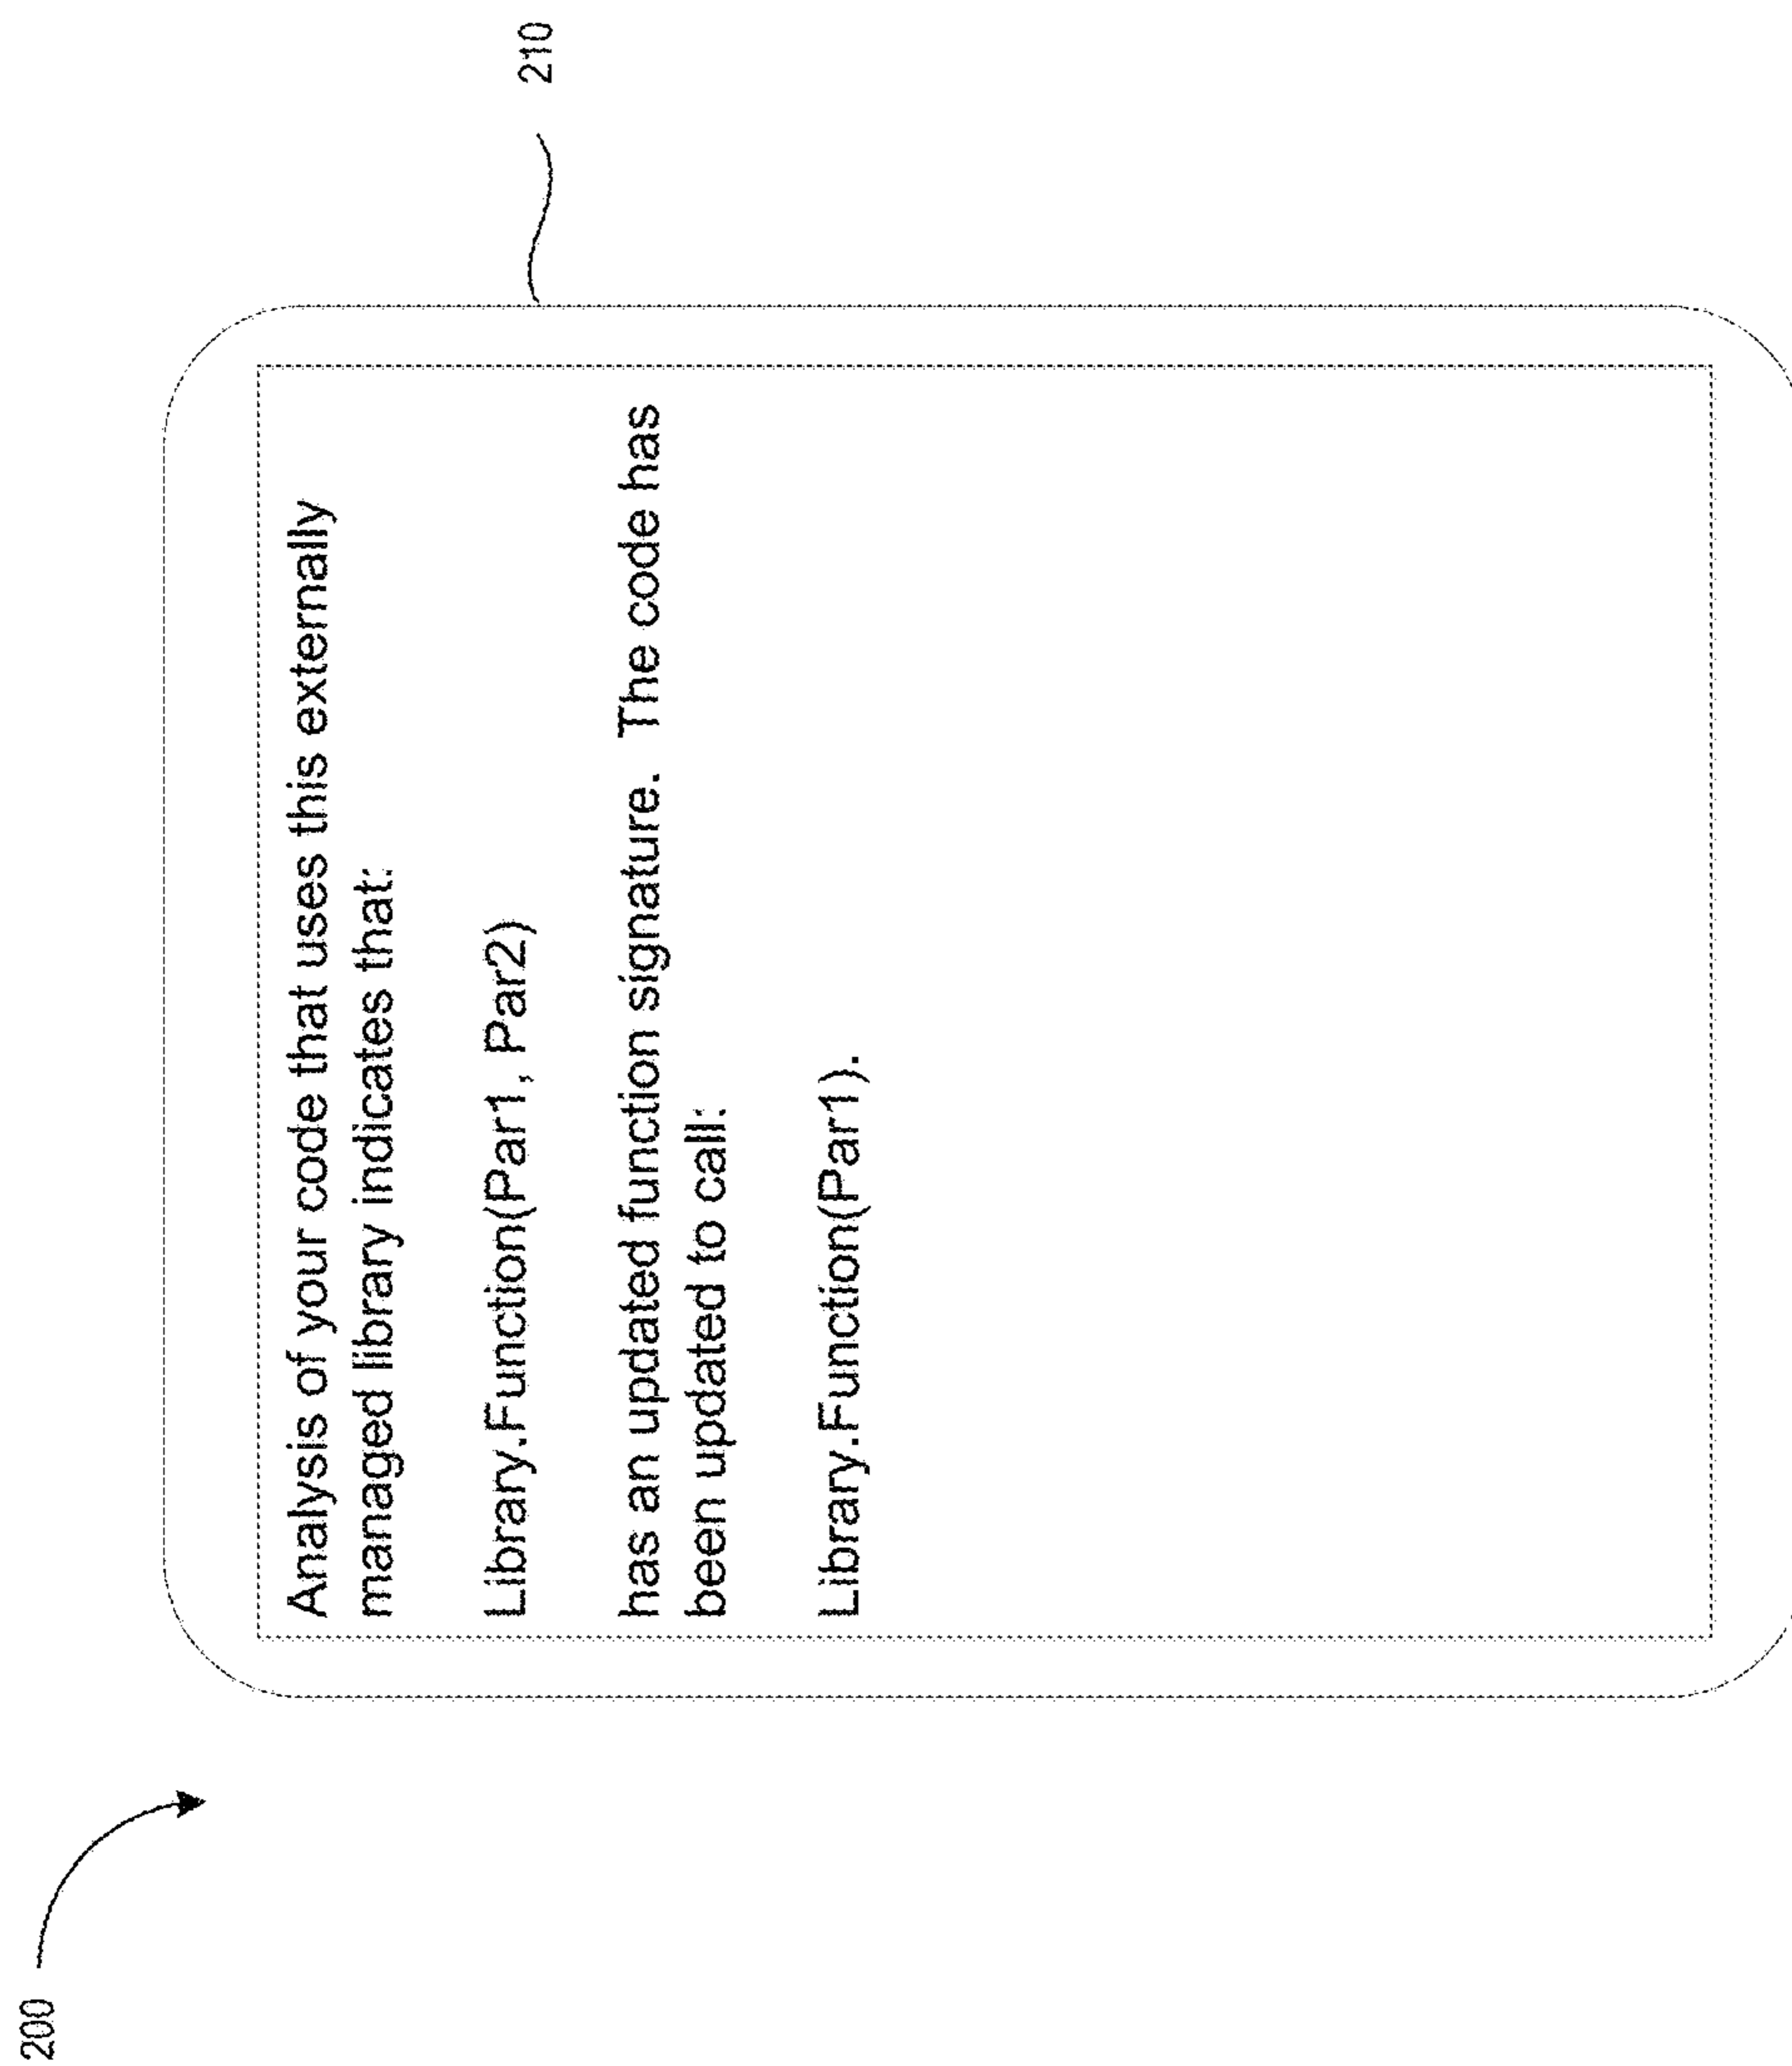 200
210
Analysis of your code that uses this externally
managed library indicates that:
Library.Function(Par1, Par2)
has an updated function signature.  The code has
been updated to call:
Library.Function(Par1).